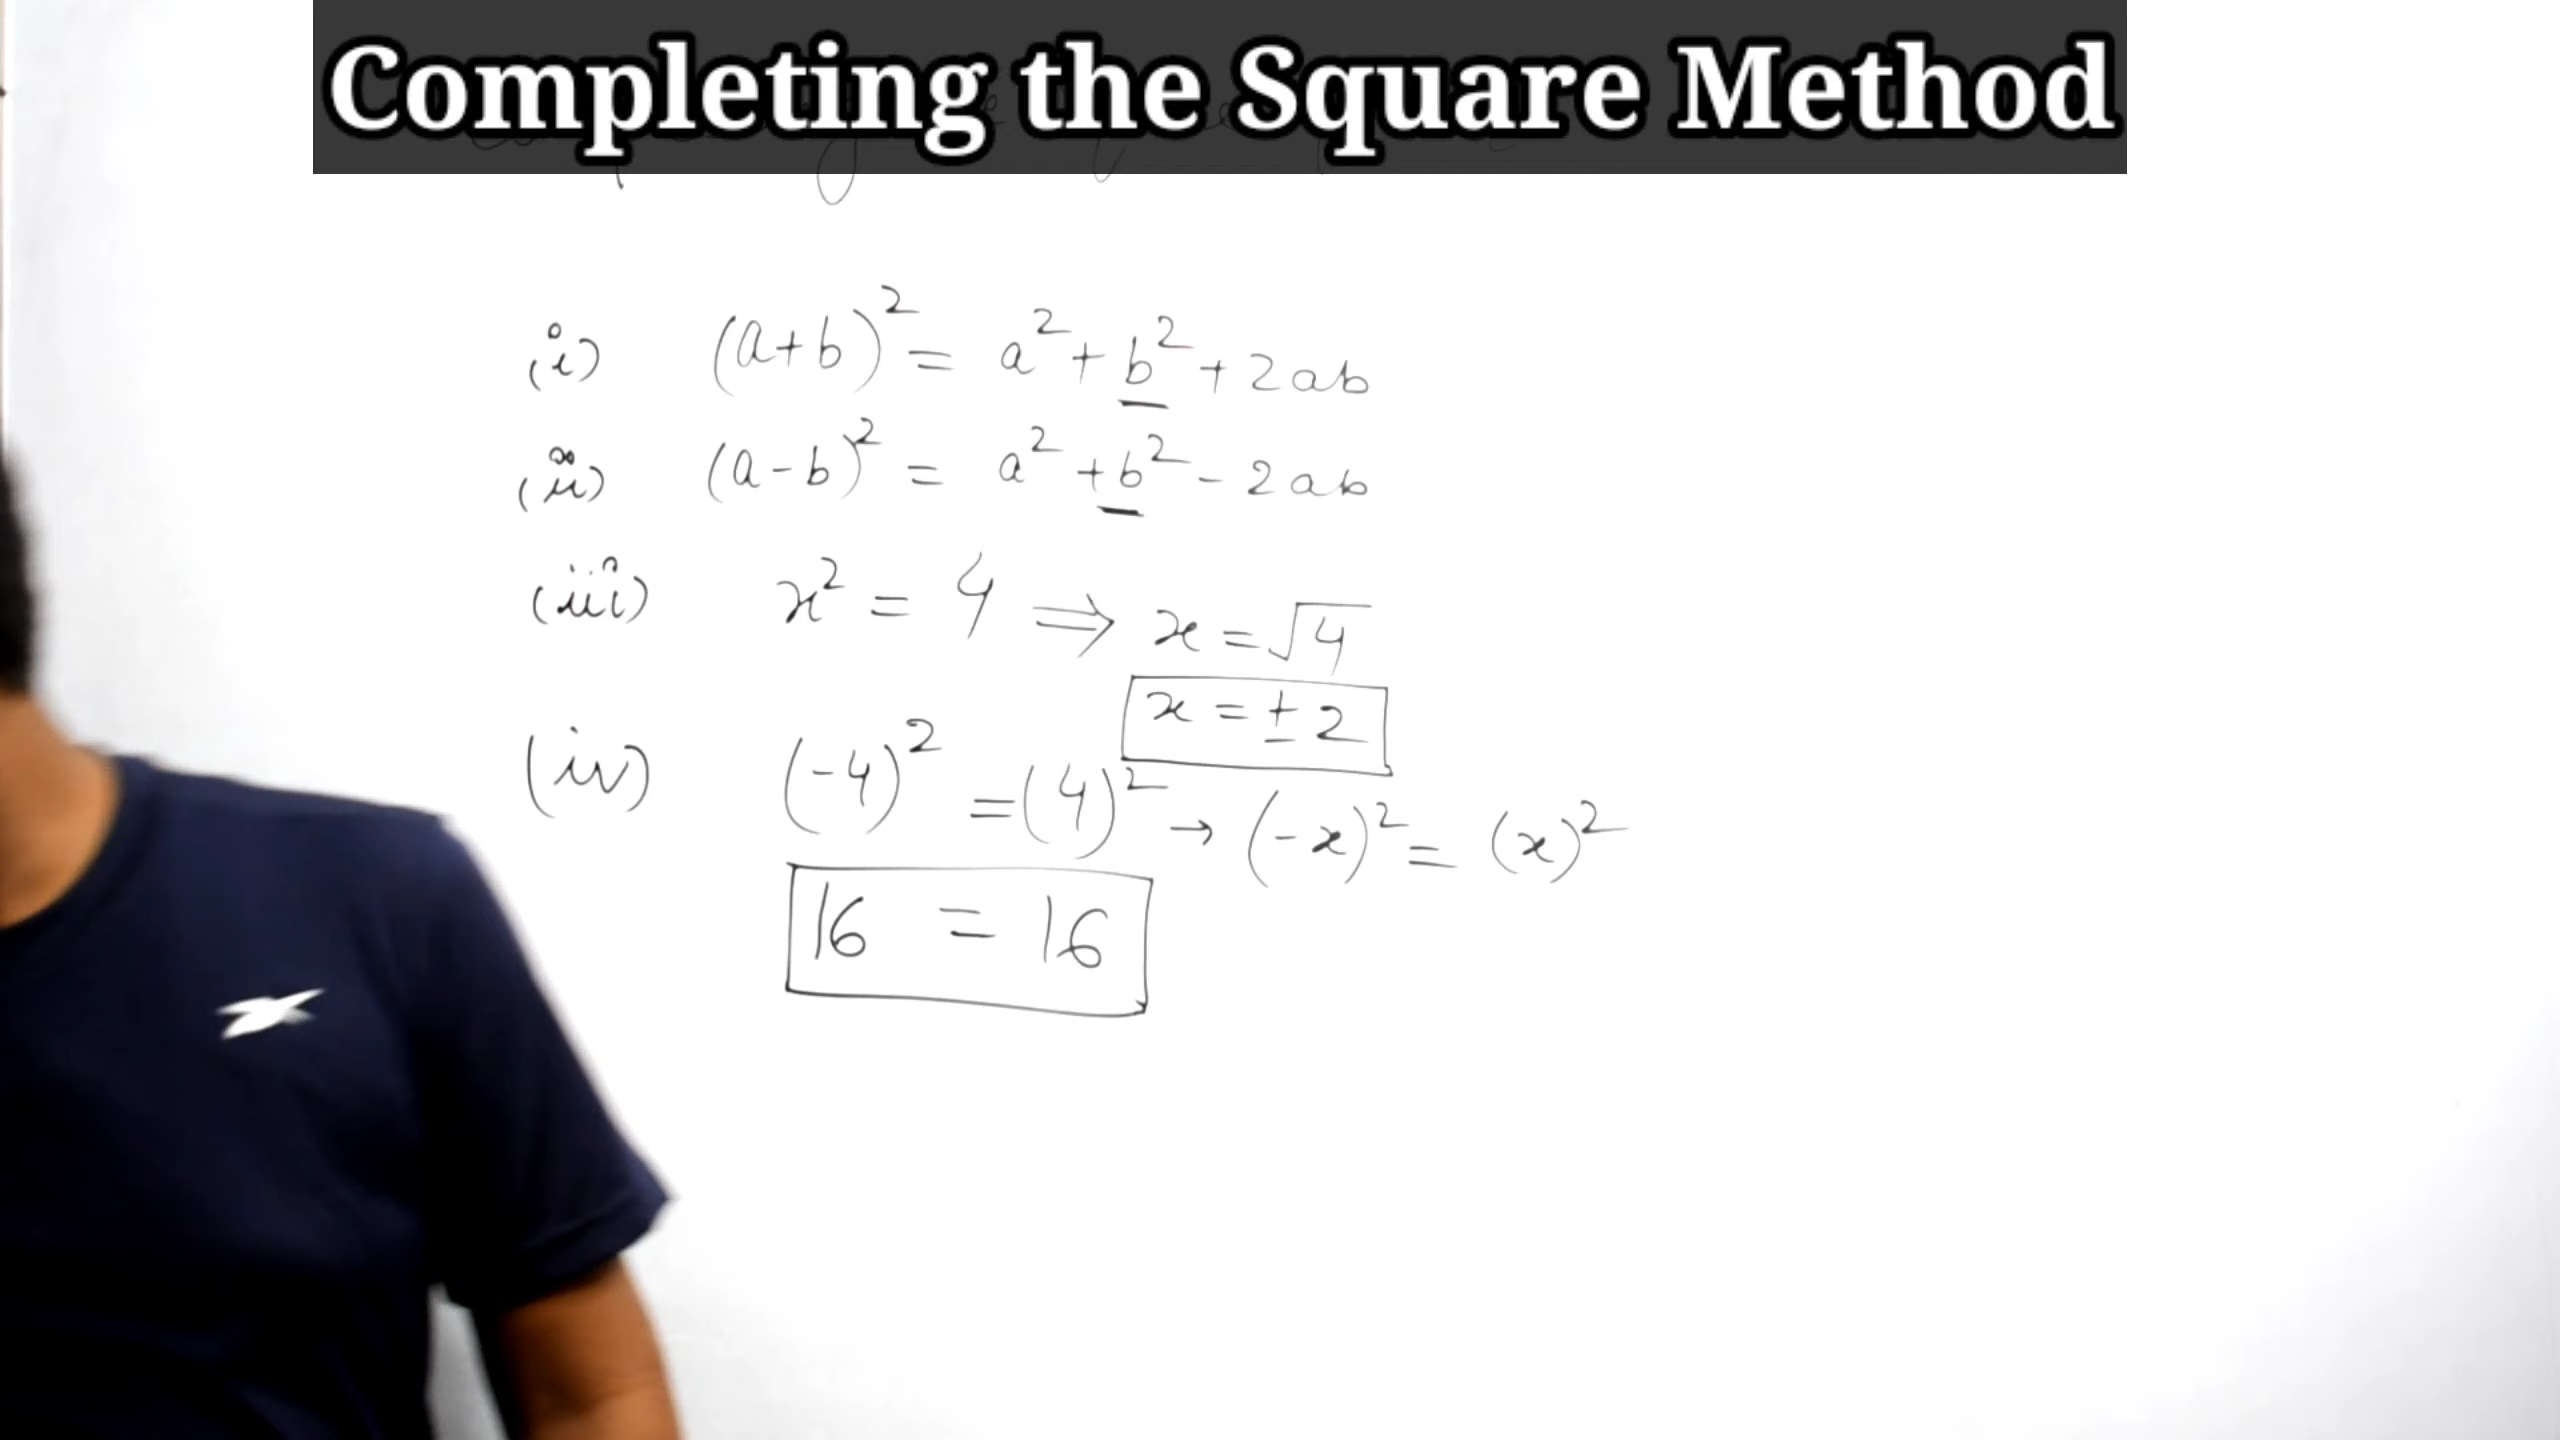 Completing the Square Method
(i) (a+b)² = a² + b² + 2ab
(ii) (a-b)² = a² + b² - 2ab
(iii) x² = 4 ⇒ x = √4
x = ± 2
(iv) (-4)² = (4)² → (-x)² = (x)²
16 = 16